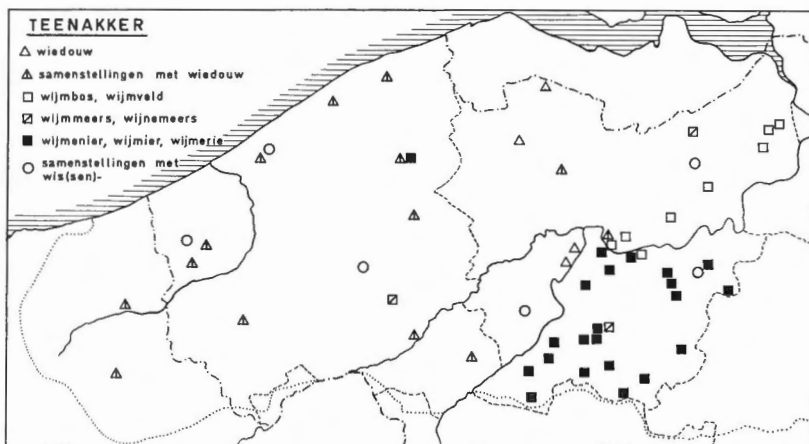 TEENAKKER
wiedouw
samenstellingen met wiedouw
wijmbos, wijmveld
wijmmeers, wijnemeers
wijmenier, wijmier, wijmerie
samenstellingen met
wis(sen)-